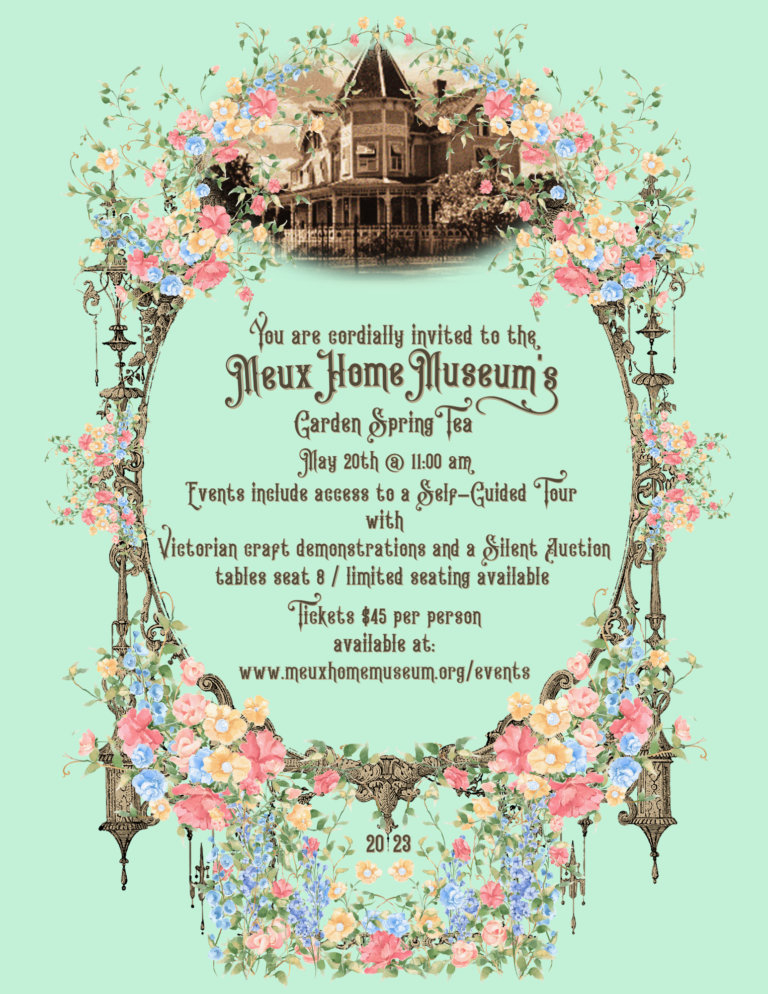 You are cordially invited to the
Meux Home Museum's
Garden Spring Tea
May 20th @ 11:00 am
Events include access to a Self-Guided Tour
with
Victorian craft demonstrations and a Silent Auction
tables seat 8 / limited seating available
Tickets $45 per person
available at:
www.meuxhomemuseum.org/events
2023